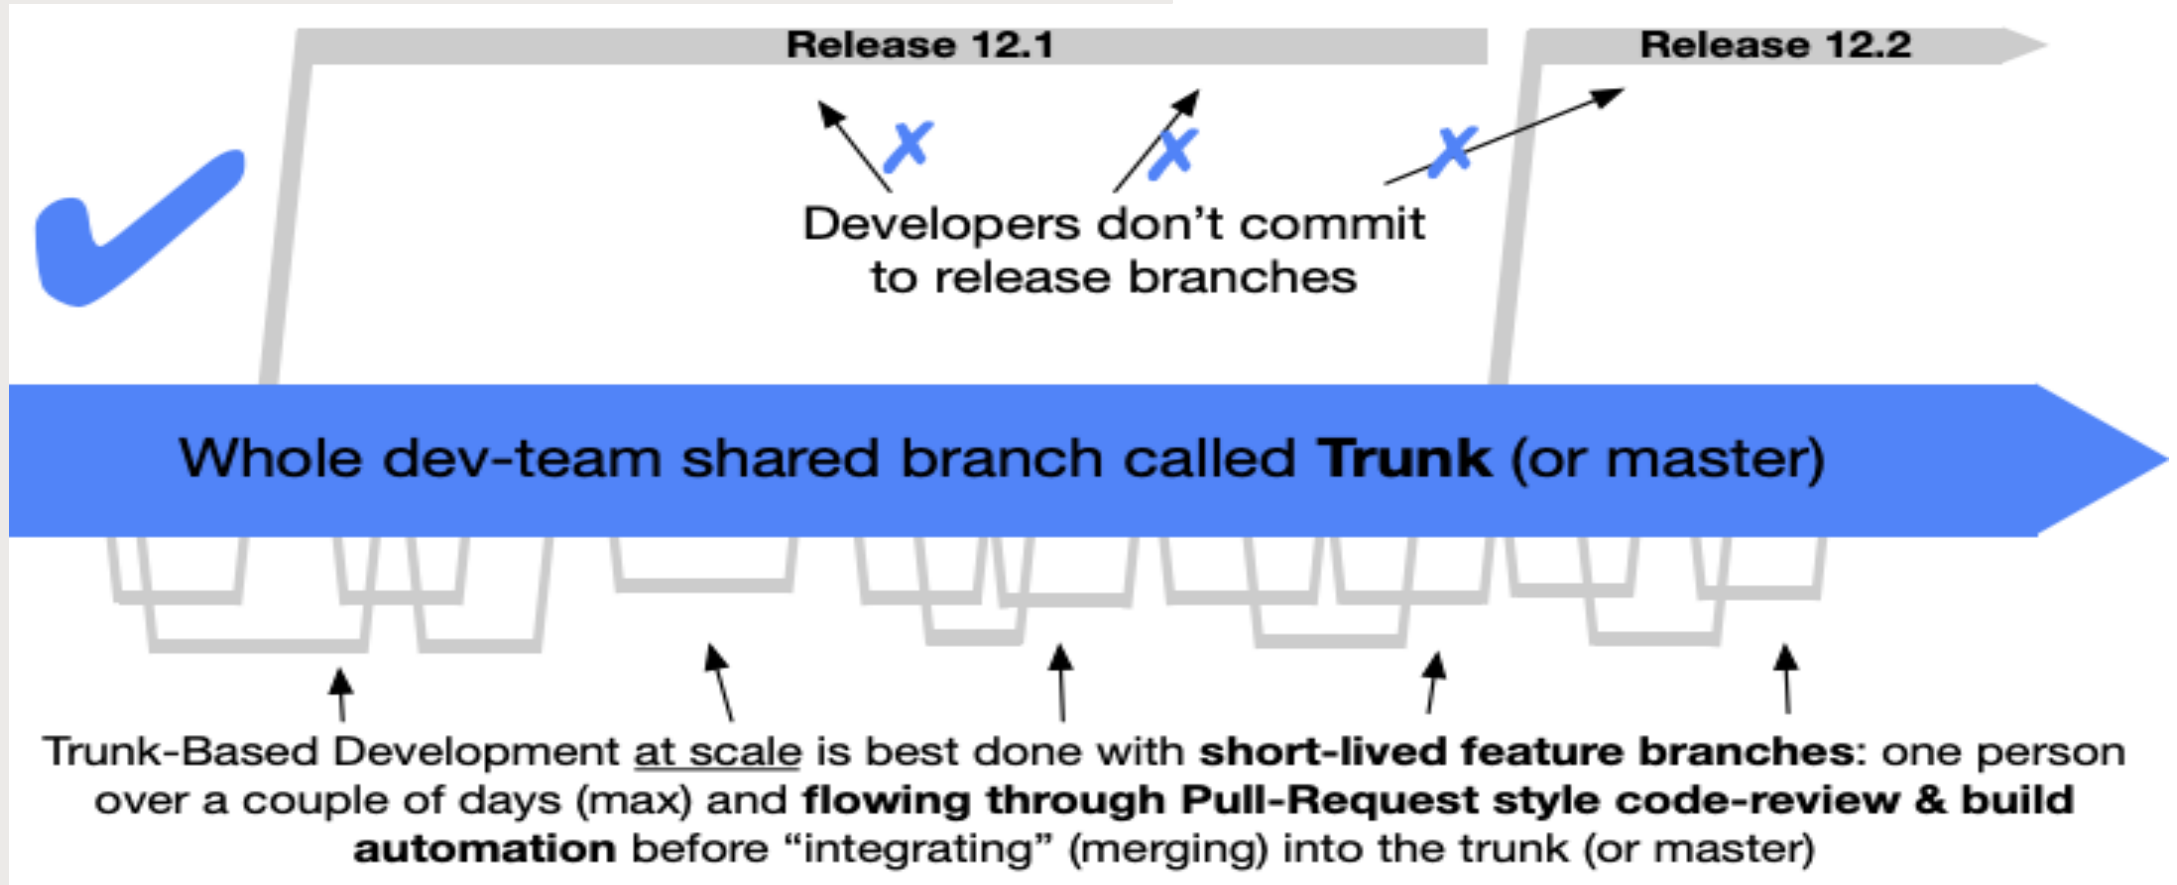 Release 12.1
Release 12.2
Developers don’t commit
to release branches
Whole dev-team shared branch called Trunk (or master)
Trunk-Based Development at scale is best done with short-lived feature branches: one person
over a couple of days (max) and flowing through Pull-Request style code-review & build
automation before “integrating” (merging) into the trunk (or master)